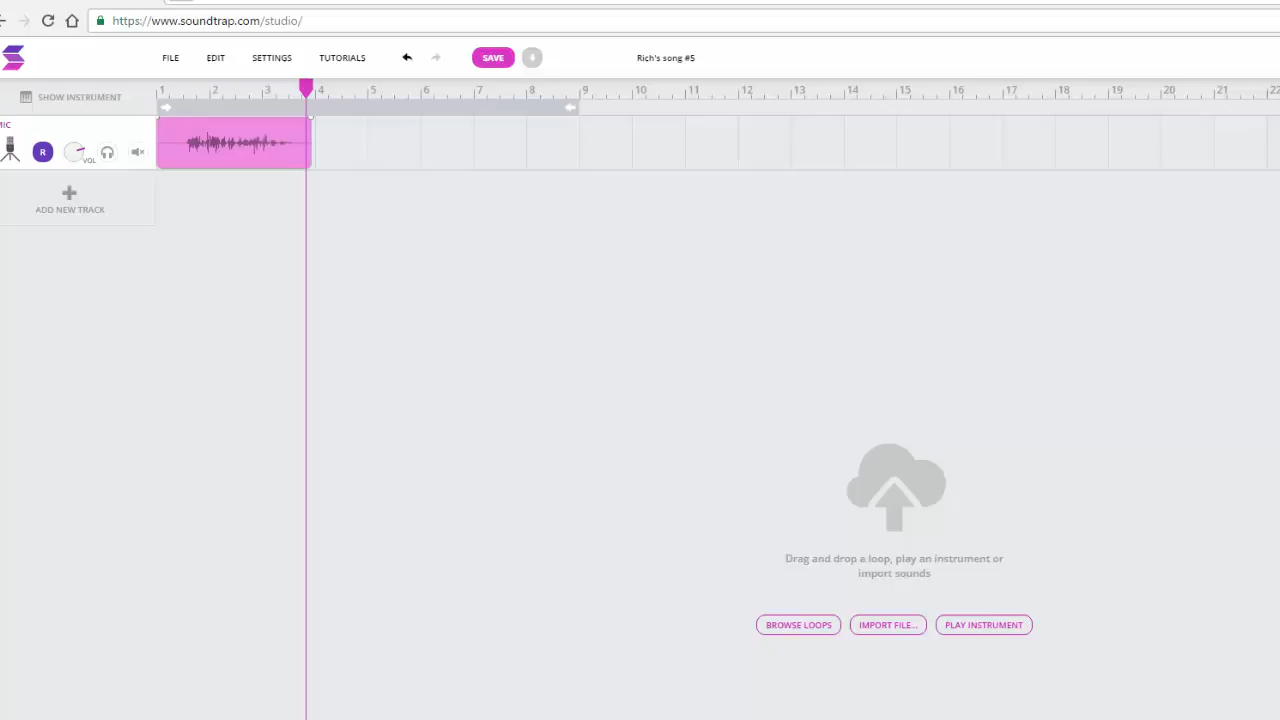 https://www.soundtrap.com/studio/
FILE EDIT SETTINGS TUTORIALS SAVE Rich's song #5
SHOW INSTRUMENT 1 2 3 4 5 6 7 8 9 10 11 12 13 14 15 16 17 18 19 20 21 22
MIC
R VOL
ADD NEW TRACK
Drag and drop a loop, play an instrument or
import sounds
BROWSE LOOPS IMPORT FILE... PLAY INSTRUMENT